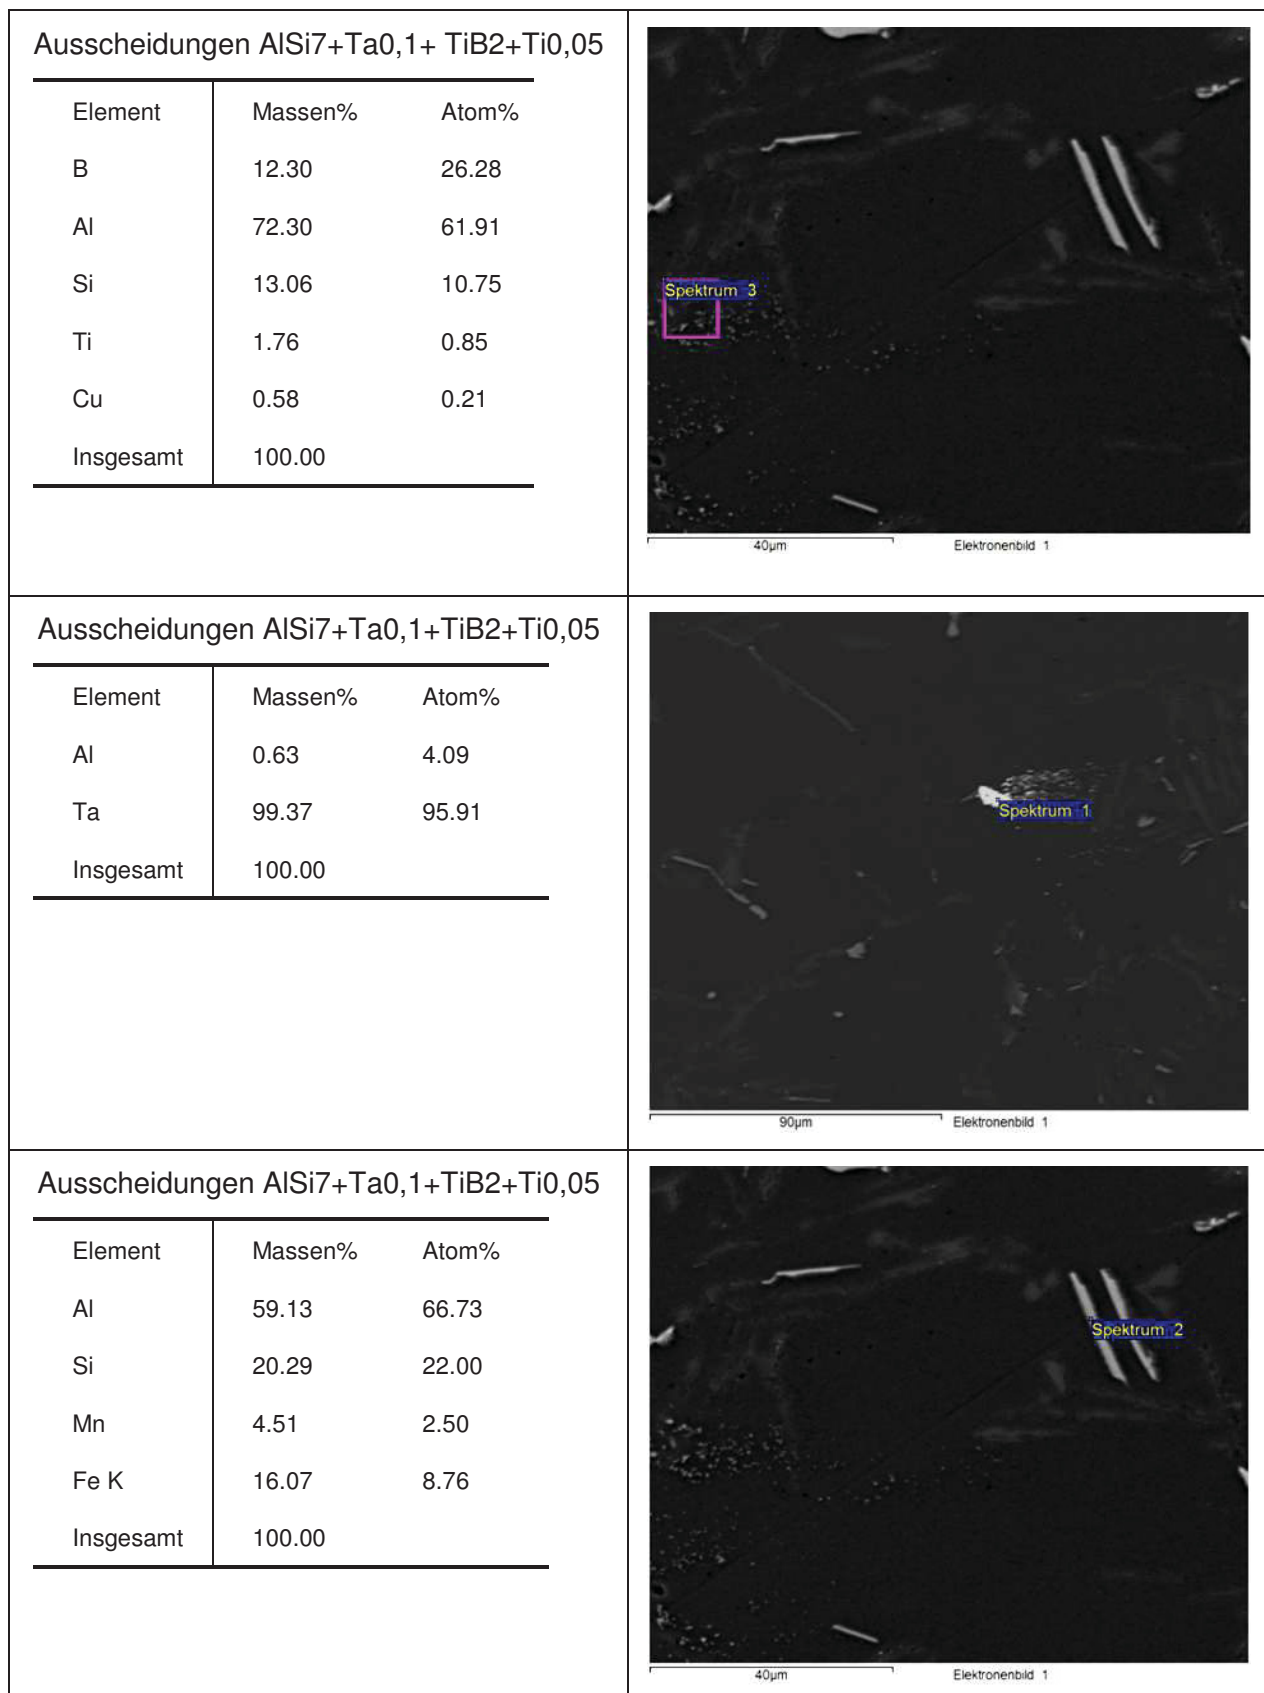 Ausscheidungen AlSi7+Ta0,1+ TiB2+Ti0,05
Element Massen% Atom%
B 12.30 26.28
Al 72.30 61.91
Si 13.06 10.75
Ti 1.76 0.85
Cu 0.58 0.21
Insgesamt 100.00
Spektrum 3
40µm Elektronenbild 1
Ausscheidungen AlSi7+Ta0,1+TiB2+Ti0,05
Element Massen% Atom%
Al 0.63 4.09
Ta 99.37 95.91
Insgesamt 100.00
Spektrum 1
90µm Elektronenbild 1
Ausscheidungen AlSi7+Ta0,1+TiB2+Ti0,05
Element Massen% Atom%
Al 59.13 66.73
Si 20.29 22.00
Mn 4.51 2.50
Fe K 16.07 8.76
Insgesamt 100.00
Spektrum 2
40µm Elektronenbild 1